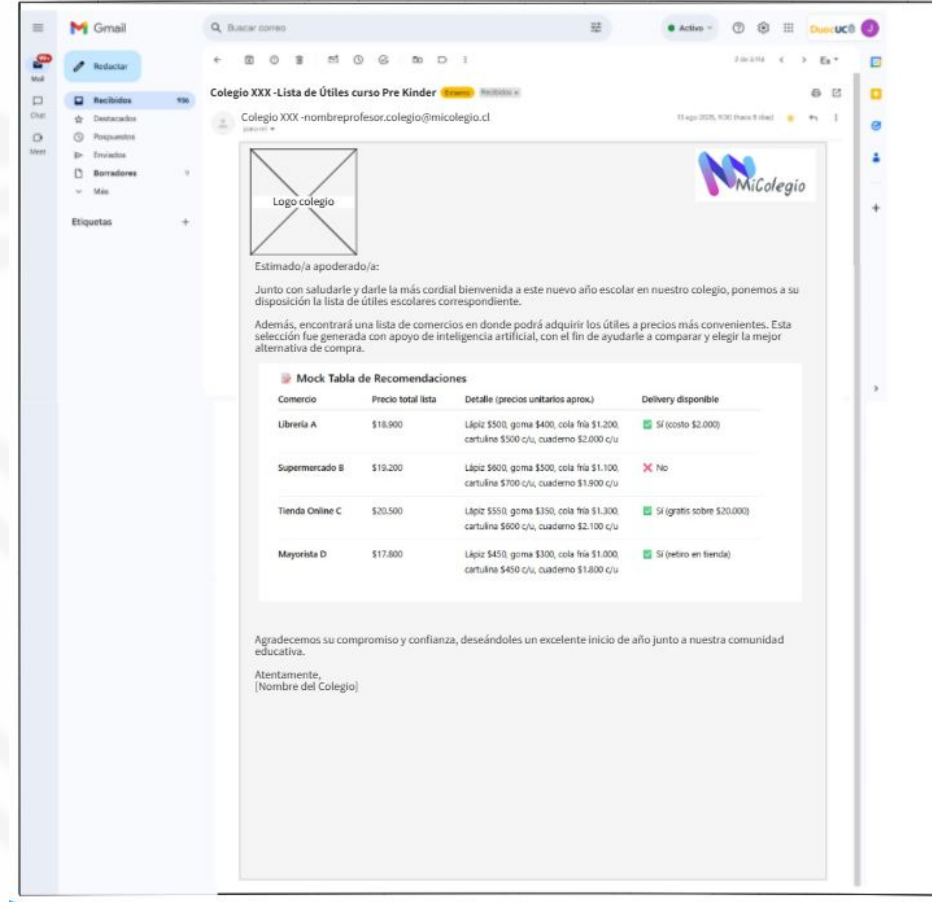 Gmail
Buscar correo
Activo
DuocUC
J
Redactar
Mail
Chat
Meet
Recibidos 936
Destacados
Pospuestos
Enviados
Borradores 9
Más
Etiquetas
Colegio XXX -Lista de Útiles curso Pre Kinder Externo Recibidos x
Colegio XXX -nombreprofesor.colegio@micolegio.cl
para mí
Logo colegio
MiColegio
Estimado/a apoderado/a:
Junto con saludarle y darle la más cordial bienvenida a este nuevo año escolar en nuestro colegio, ponemos a su
disposición la lista de útiles escolares correspondiente.
Además, encontrará una lista de comercios en donde podrá adquirir los útiles a precios más convenientes. Esta
selección fue generada con apoyo de inteligencia artificial, con el fin de ayudarle a comparar y elegir la mejor
alternativa de compra.
Mock Tabla de Recomendaciones
Comercio Precio total lista Detalle (precios unitarios aprox.) Delivery disponible
Librería A $18.900 Lápiz $500, goma $400, cola fría $1.200, Sí (costo $2.000)
cartulina $500 c/u, cuaderno $2.000 c/u
Supermercado B $19.200 Lápiz $600, goma $500, cola fría $1.100, No
cartulina $700 c/u, cuaderno $1.900 c/u
Tienda Online C $20.500 Lápiz $550, goma $350, cola fría $1.300, Sí (gratis sobre $20.000)
cartulina $600 c/u, cuaderno $2.100 c/u
Mayorista D $17.800 Lápiz $450, goma $300, cola fría $1.000, Sí (retiro en tienda)
cartulina $450 c/u, cuaderno $1.800 c/u
Agradecemos su compromiso y confianza, deseándoles un excelente inicio de año junto a nuestra comunidad
educativa.
Atentamente,
[Nombre del Colegio]